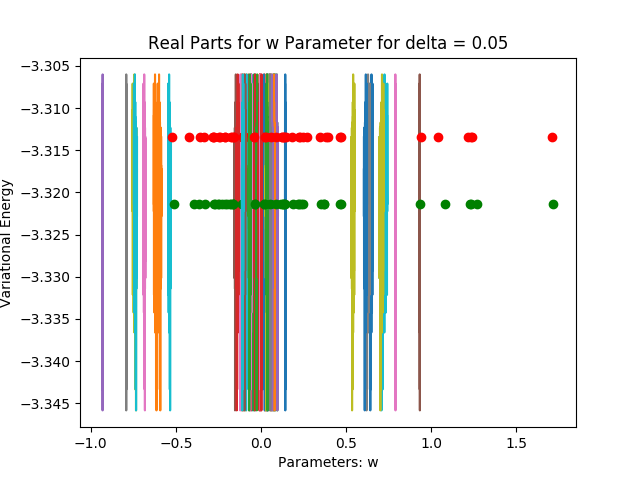 Real Parts for w Parameter for delta = 0.05
Variational Energy
−3.305
−3.310
−3.315
−3.320
−3.325
−3.330
−3.335
−3.340
−3.345
−1.0 −0.5 0.0 0.5 1.0 1.5
Parameters: w